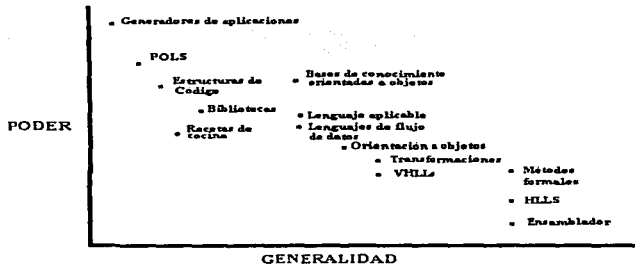 Generadores de aplicaciones
POLS
Estructuras de
Codigo
Bases de conocimiento
orientadas a objetos
Bibliotecas
Lenguaje aplicable
PODER
Recetas de
cocina
Lenguajes de flujo
de datos
Orientación a objetos
Transformaciones
VHLLs
Métodos
formales
HLLS
Ensamblador
GENERALIDAD